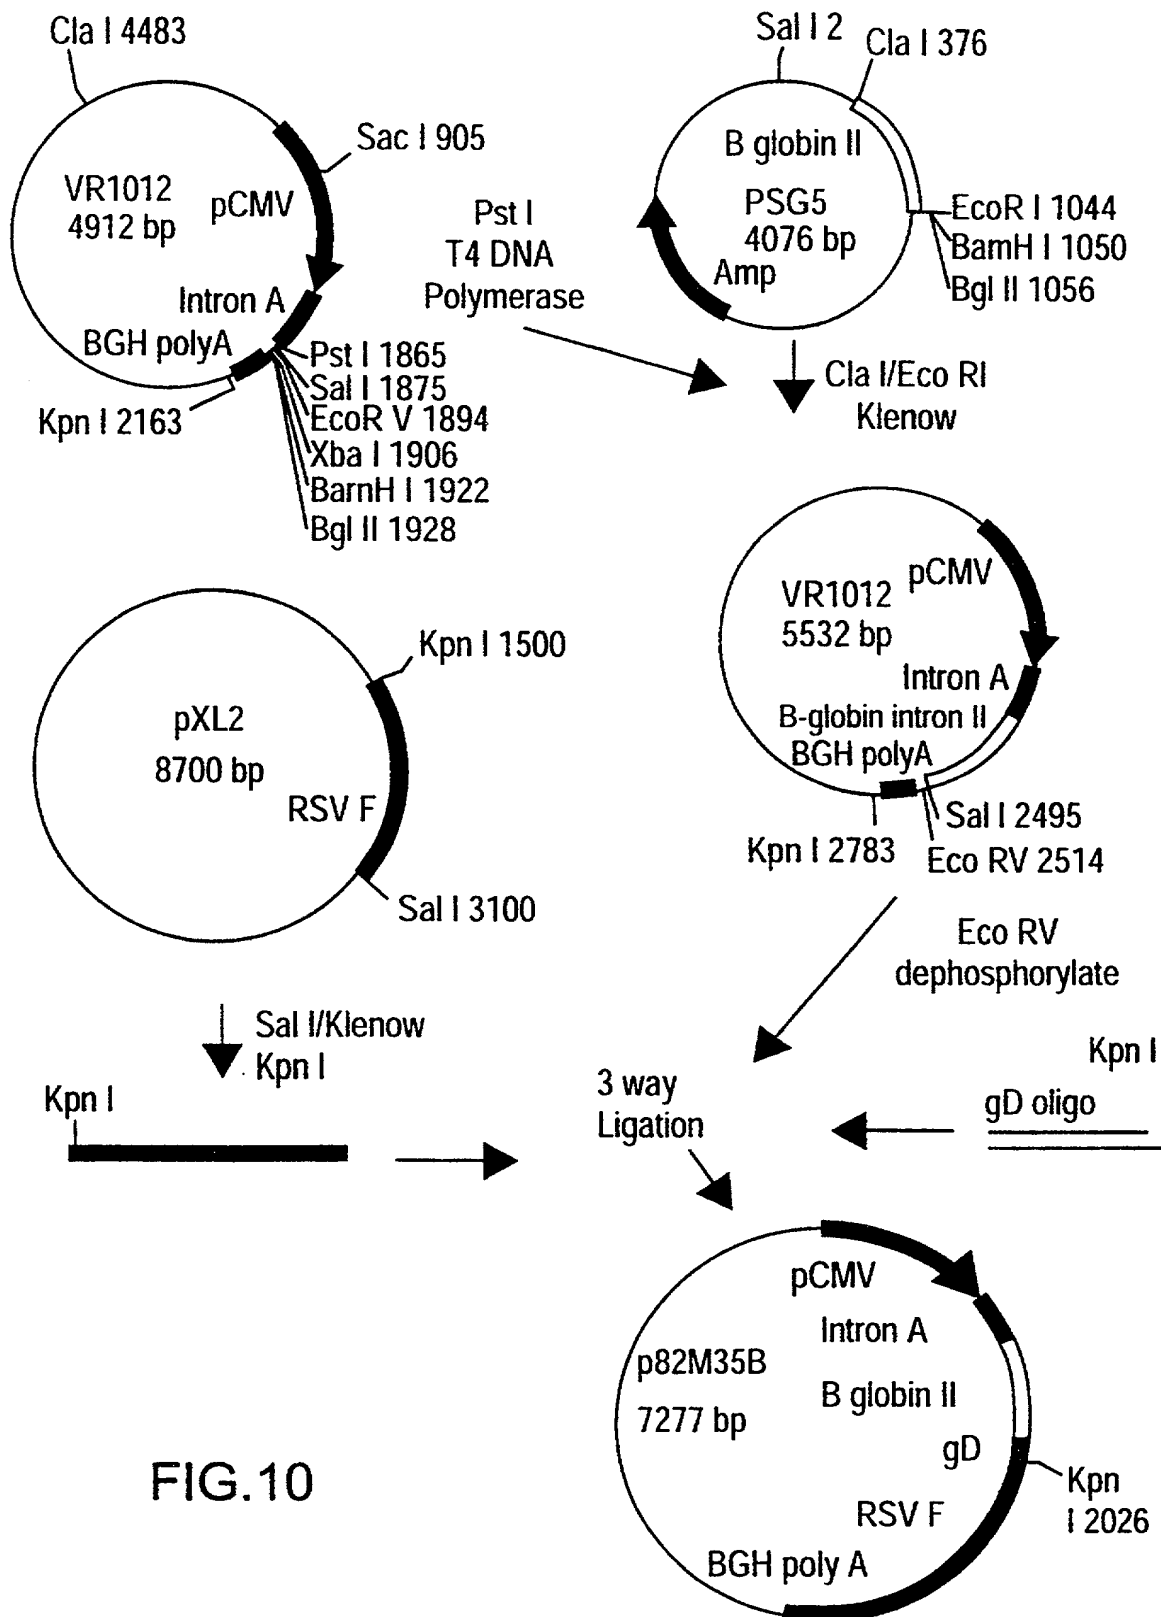 Cla I 4483
Sac I 905
VR1012
4912 bp
pCMV
Intron A
BGH polyA
Pst I 1865
Sal I 1875
EcoR V 1894
Xba I 1906
BarnH I 1922
Bgl II 1928
Kpn I 2163
Pst I
T4 DNA
Polymerase
Sal I 2
Cla I 376
B globin II
PSG5
4076 bp
Amp
EcoR I 1044
BamH I 1050
Bgl II 1056
Cla I/Eco RI
Klenow
pXL2
8700 bp
RSV F
Kpn I 1500
Sal I 3100
Sal I/Klenow
Kpn I
Kpn I
VR1012
5532 bp
pCMV
Intron A
B-globin intron II
BGH polyA
Sal I 2495
Kpn I 2783
Eco RV 2514
Eco RV
dephosphorylate
Kpn I
gD oligo
3 way
Ligation
pCMV
Intron A
p82M35B
7277 bp
B globin II
gD
Kpn
I 2026
RSV F
BGH poly A
FIG.10